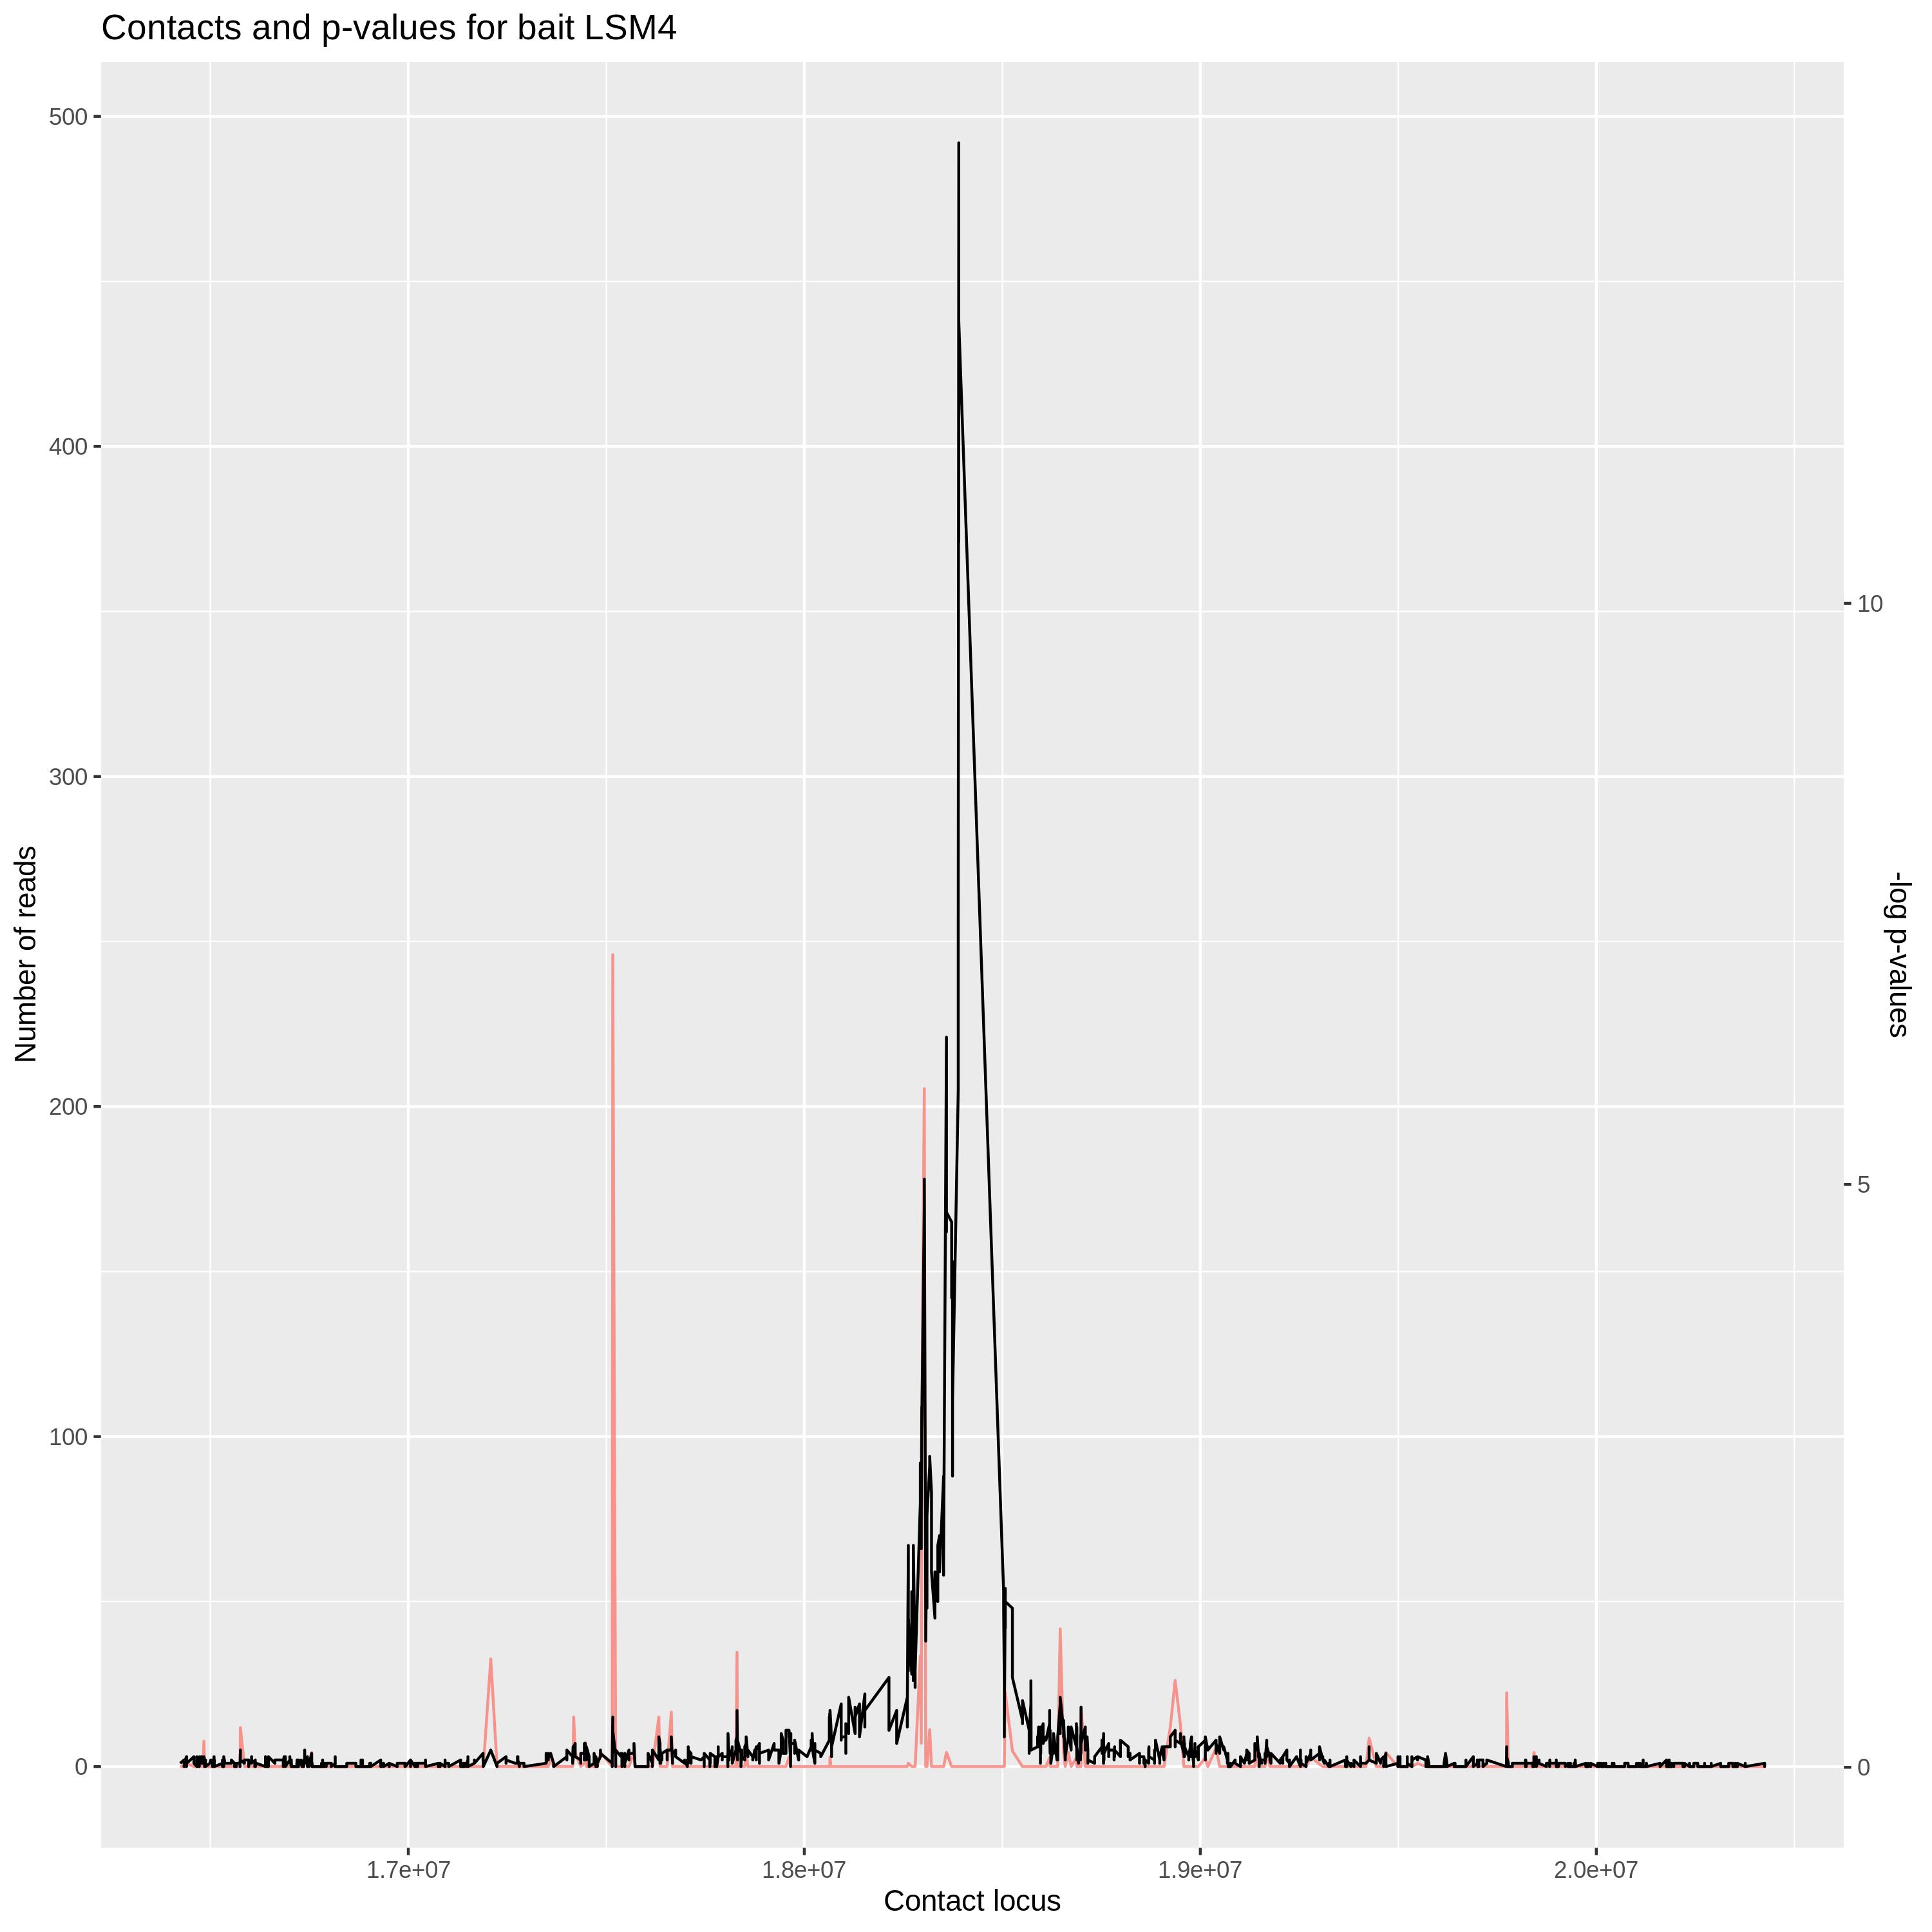 Contacts and p-values for bait LSM4
500
400
300
200
100
0
Number of reads
10
5
0
-log p-values
1.7e+07
1.8e+07
1.9e+07
2.0e+07
Contact locus